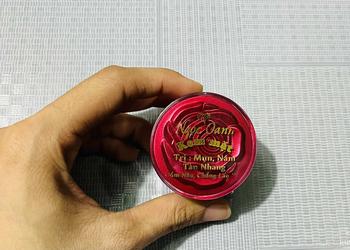 Ngọc Oanh
Kem Mặt
Trị : Mụn, Nám
Tàn Nhang